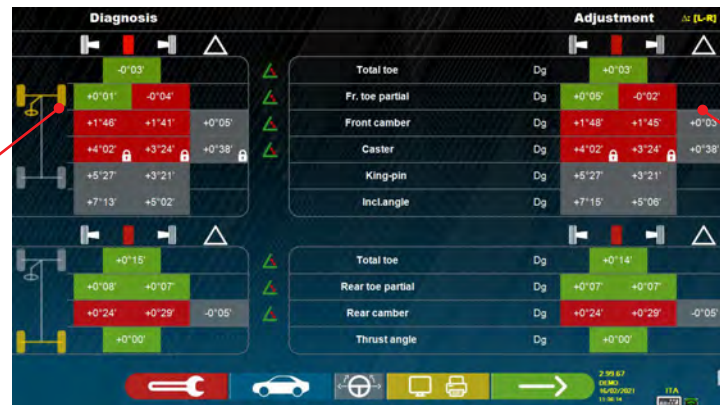 Diagnosis Adjustment Δ: [L-R]
-0°03' Total toe Dg +0°03'
+0°01' -0°04' Fr. toe partial Dg +0°05' -0°02'
+1°46' +1°41' +0°05' Front camber Dg +1°48' +1°45' +0°03'
+4°02' +3°24' +0°38' Caster Dg +4°02' +3°24' +0°38'
+5°27' +3°21' King-pin Dg +5°27' +3°21'
+7°13' +5°02' Incl.angle Dg +7°15' +5°06'
+0°15' Total toe Dg +0°14'
+0°08' +0°07' Rear toe partial Dg +0°07' +0°07'
+0°24' +0°29' -0°05' Rear camber Dg +0°24' +0°29' -0°05'
+0°00' Thrust angle Dg +0°00'
2.99.67
DEMO
16/02/2021
ITA